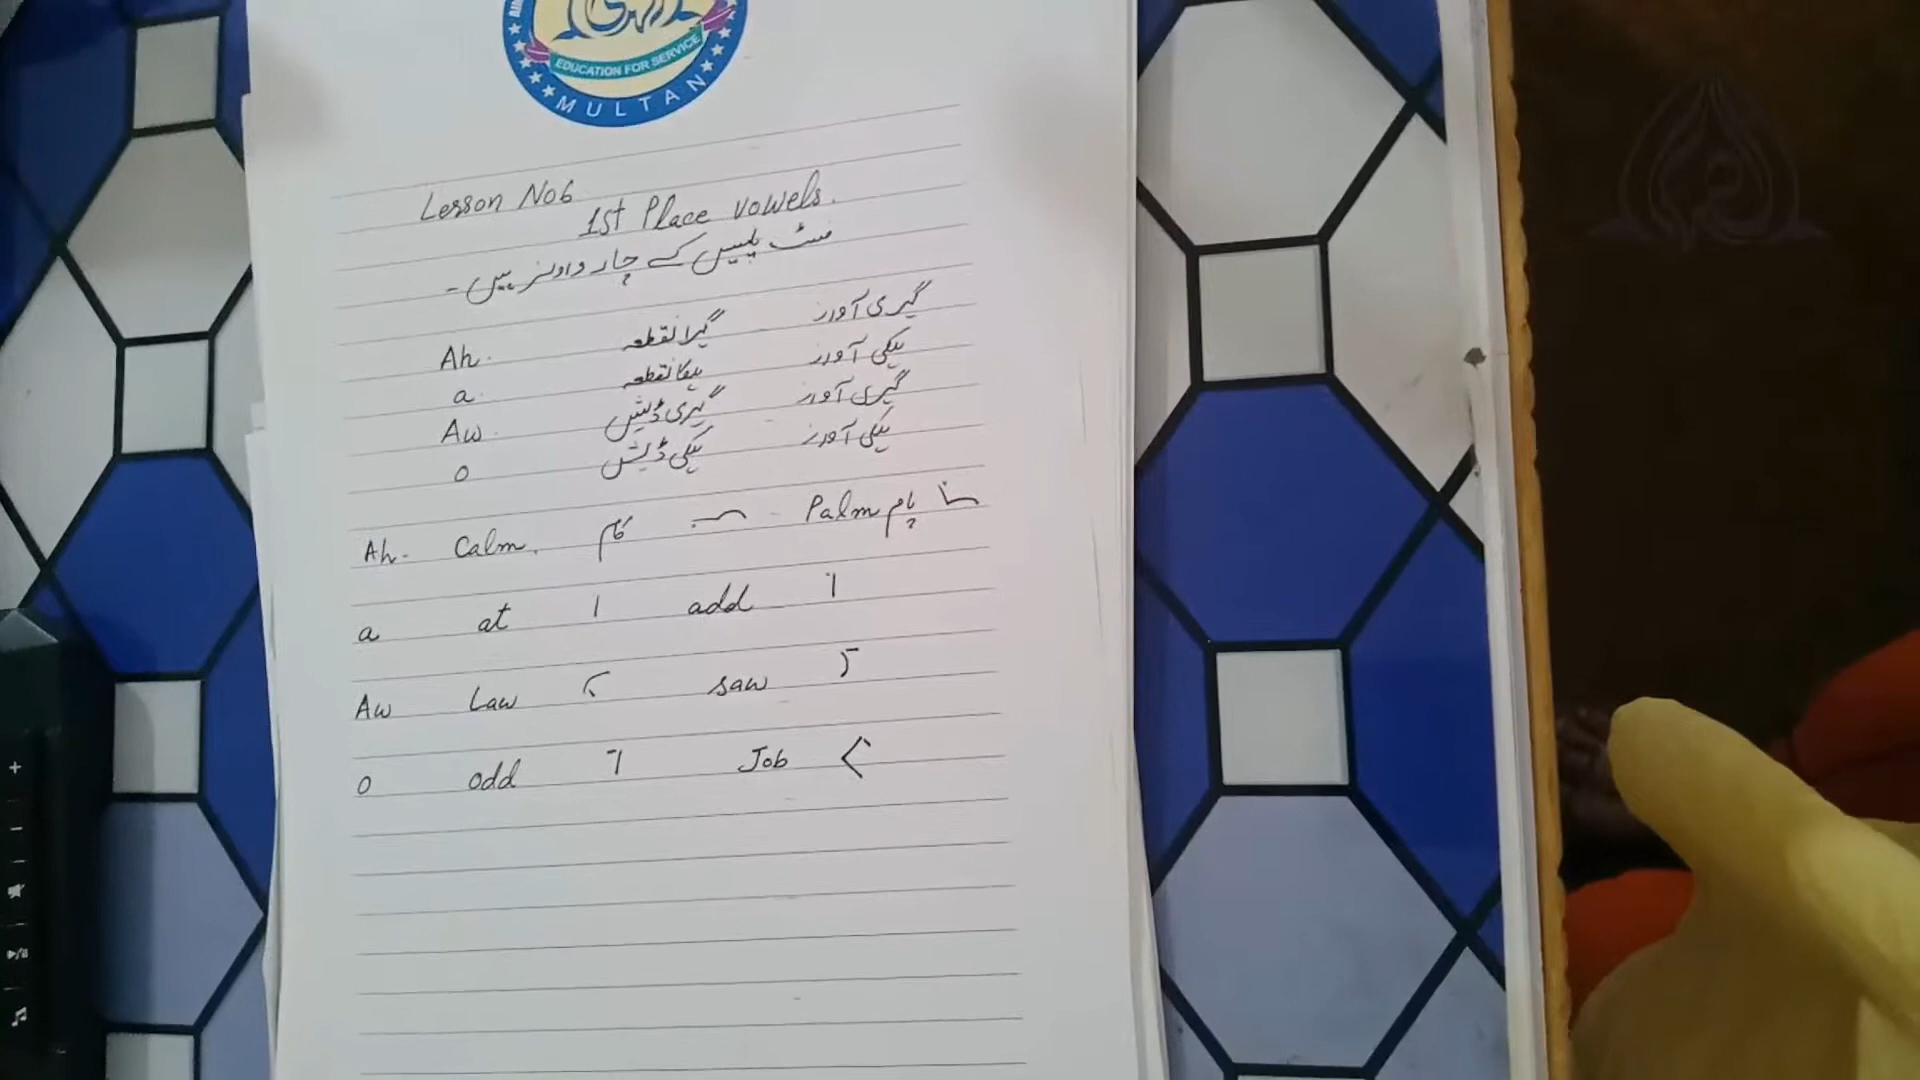 EDUCATION FOR SERVICE
MULTAN
Lesson No6
1st Place vowels.
فسٹ پلیس کے چار واولز ہیں۔
Ah. گہرا نقطہ گہری آواز
a. ہلکا نقطہ ہلکی آواز
Aw. گہری ڈیش گہری آواز
o ہلکی ڈیش ہلکی آواز
Ah. Calm. کام Palm پام
a at add
Aw Law saw
o odd Job